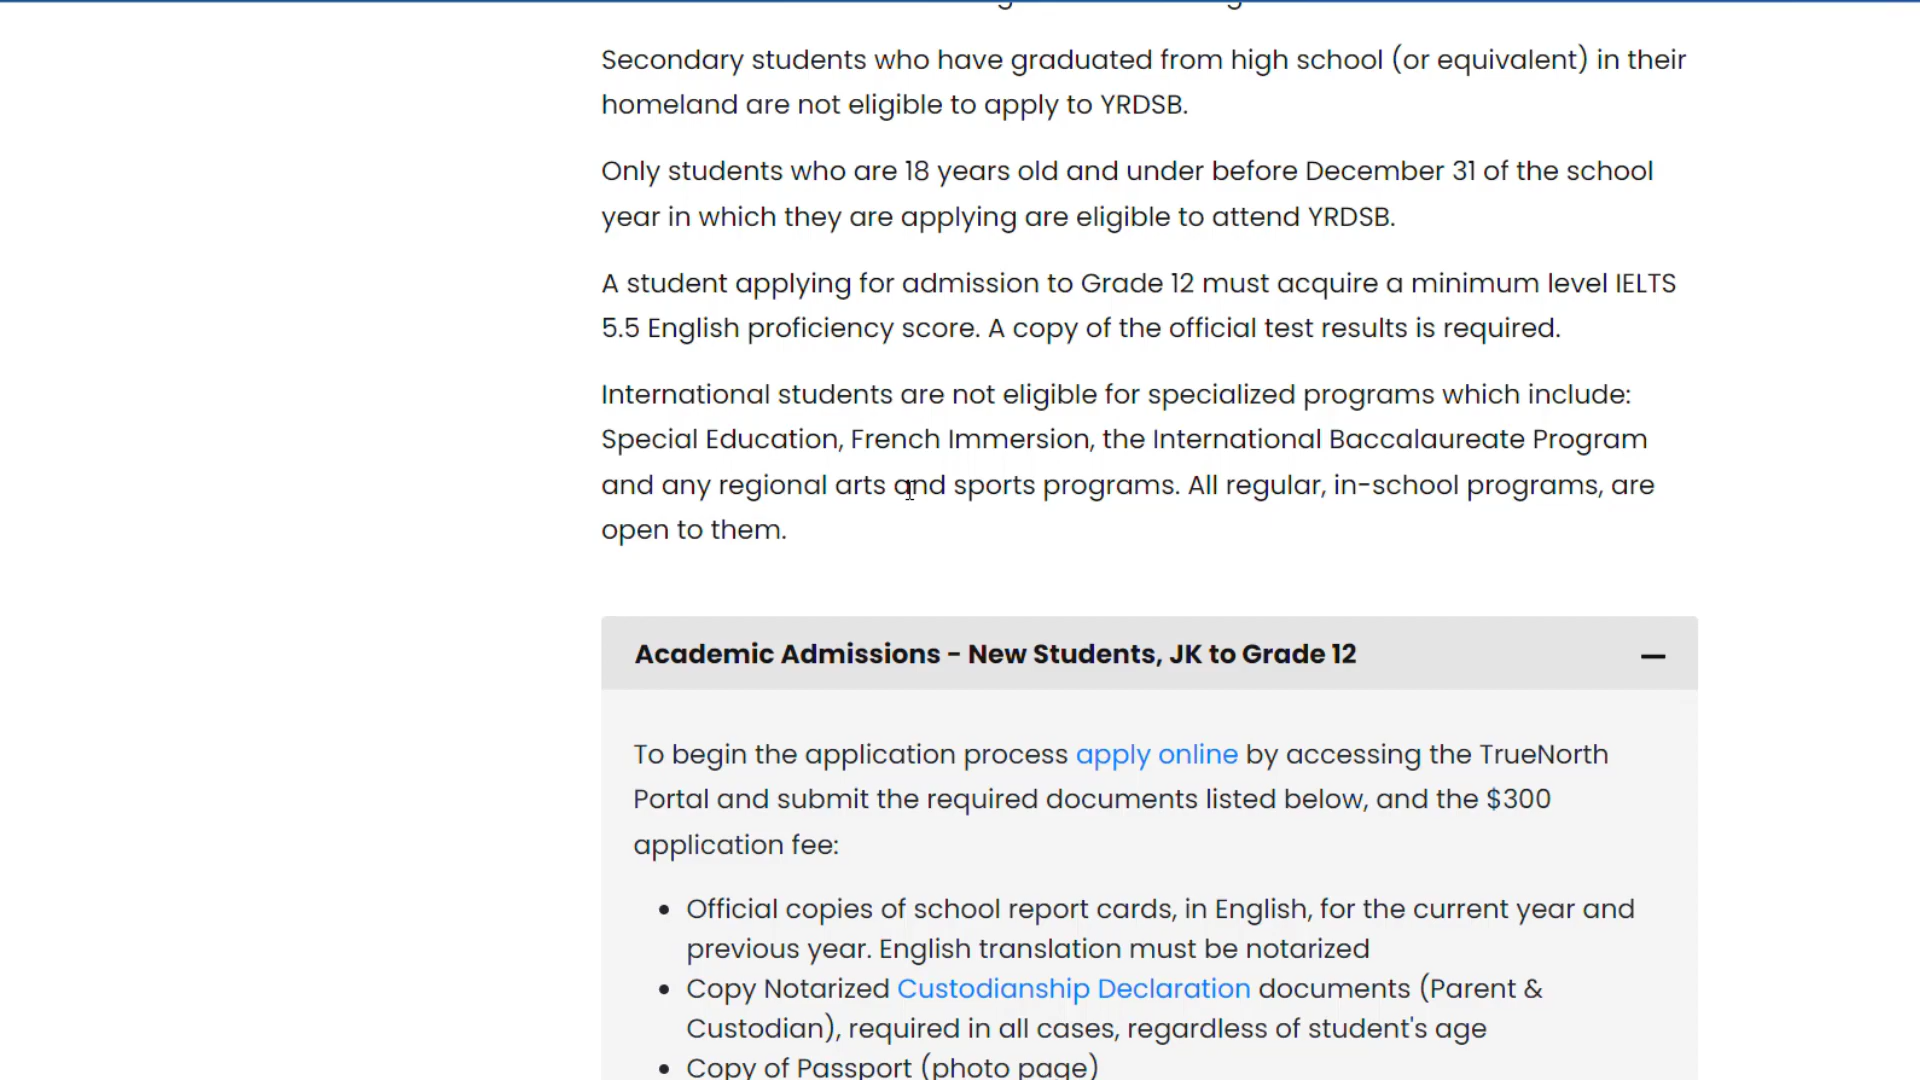 Secondary students who have graduated from high school (or equivalent) in their
homeland are not eligible to apply to YRDSB.
Only students who are 18 years old and under before December 31 of the school
year in which they are applying are eligible to attend YRDSB.
A student applying for admission to Grade 12 must acquire a minimum level IELTS
5.5 English proficiency score. A copy of the official test results is required.
International students are not eligible for specialized programs which include:
Special Education, French Immersion, the International Baccalaureate Program
and any regional arts and sports programs. All regular, in-school programs, are
open to them.
Academic Admissions - New Students, JK to Grade 12
To begin the application process apply online by accessing the TrueNorth
Portal and submit the required documents listed below, and the $300
application fee:
• Official copies of school report cards, in English, for the current year and
previous year. English translation must be notarized
• Copy Notarized Custodianship Declaration documents (Parent &
Custodian), required in all cases, regardless of student's age
• Copy of Passport (photo page)